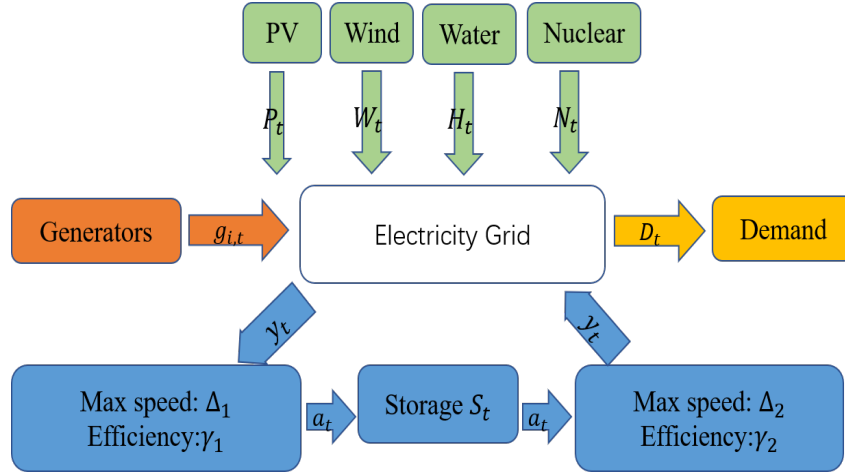 PV
Wind
Water
Nuclear
P_t
W_t
H_t
N_t
Generators
g_{i,t}
Electricity Grid
D_t
Demand
y_t
y_t
Max speed: Δ_1
Efficiency:γ_1
a_t
Storage S_t
a_t
Max speed: Δ_2
Efficiency:γ_2